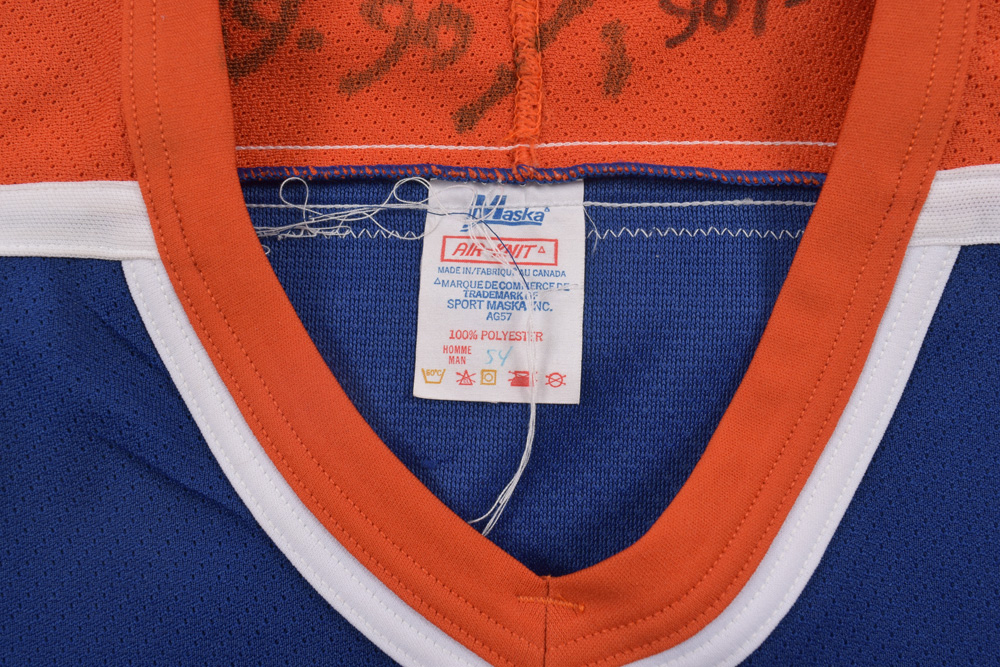 Maska
AIR-KNIT
MADE IN/FABRIQUÉ AU CANADA
MARQUE DE COMMERCE DE
TRADEMARK OF
SPORT MASKA INC.
AG57
100% POLYESTER
HOMME
MAN 54
60°C